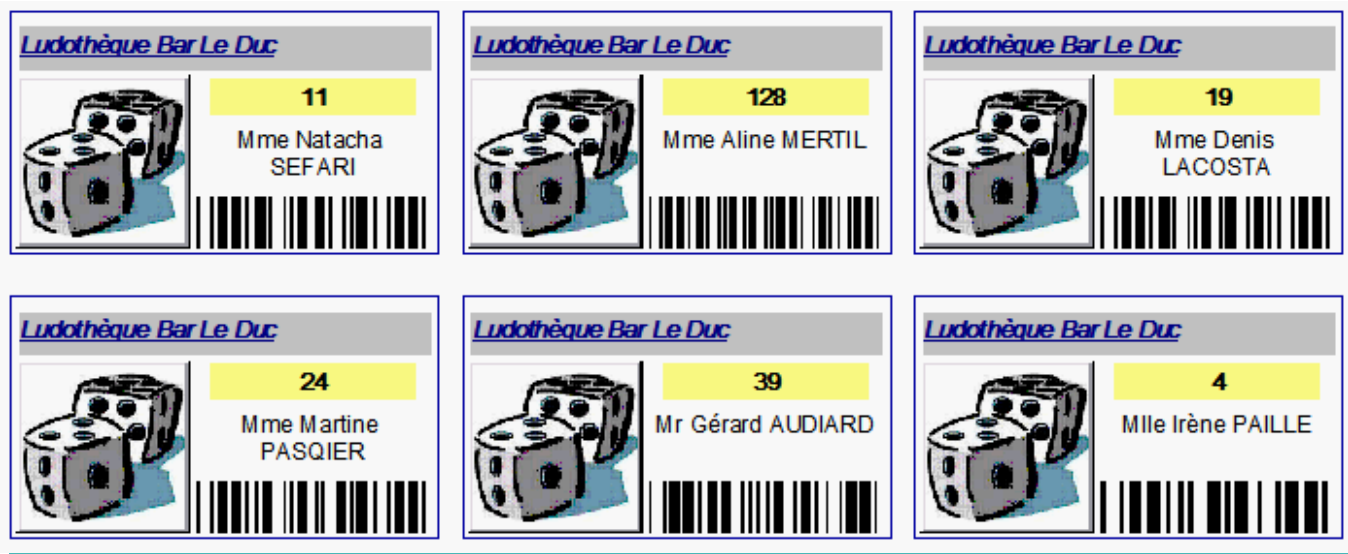 Ludothèque Bar Le Duc
11
Mme Natacha
SEFARI
Ludothèque Bar Le Duc
128
Mme Aline MERTIL
Ludothèque Bar Le Duc
19
Mme Denis
LACOSTA
Ludothèque Bar Le Duc
24
Mme Martine
PASQIER
Ludothèque Bar Le Duc
39
Mr Gérard AUDIARD
Ludothèque Bar Le Duc
4
Mlle Irène PAILLE